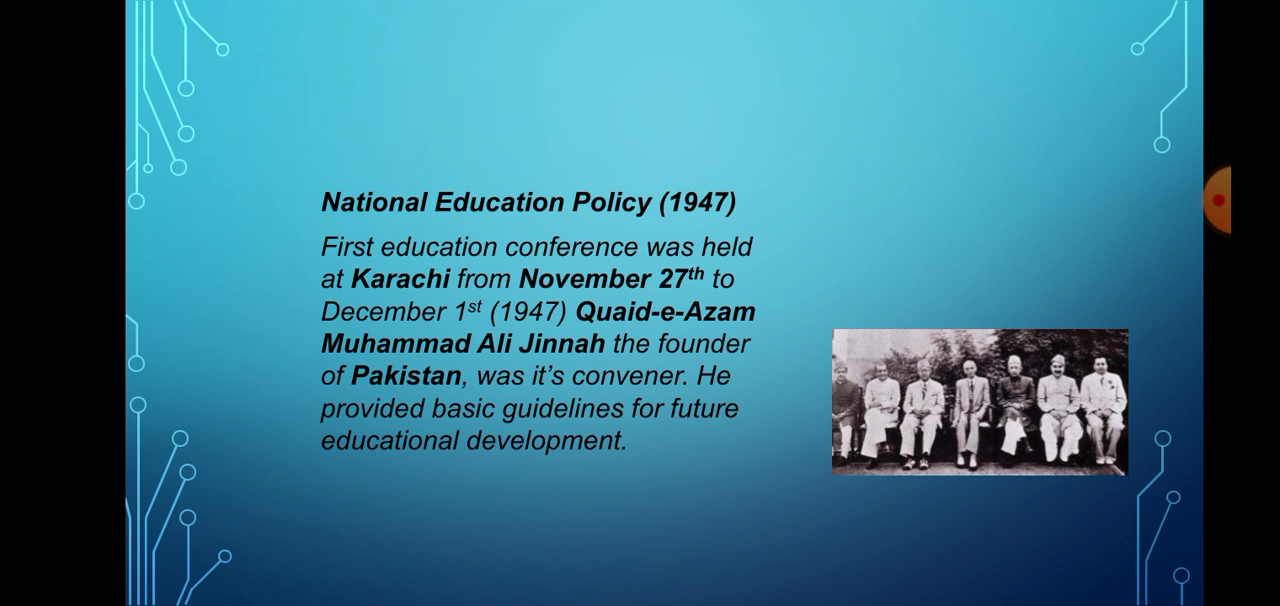 National Education Policy (1947)
First education conference was held
at Karachi from November 27th to
December 1st (1947) Quaid-e-Azam
Muhammad Ali Jinnah the founder
of Pakistan, was it’s convener. He
provided basic guidelines for future
educational development.